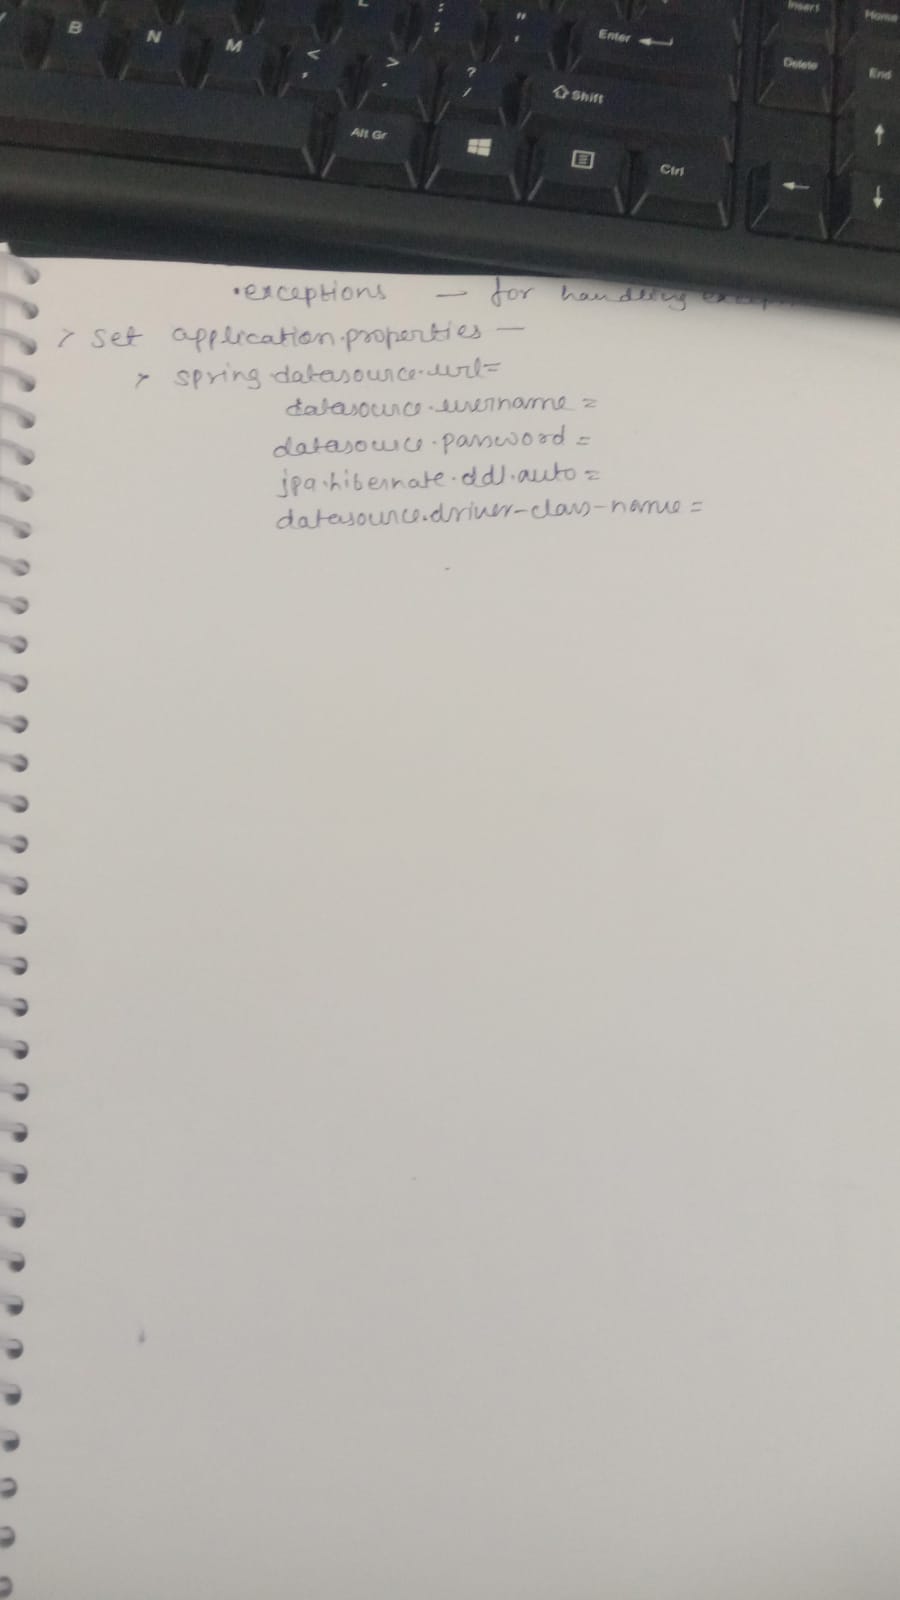 B N M < , > . ? / : ; " ' Enter Shift Insert Home Delete End
Alt Gr Ctrl
.exceptions — for handling
> set application.properties —
> spring.datasource.url=
datasource.username =
datasource.password =
jpa.hibernate.ddl.auto =
datasource.driver-class-name =